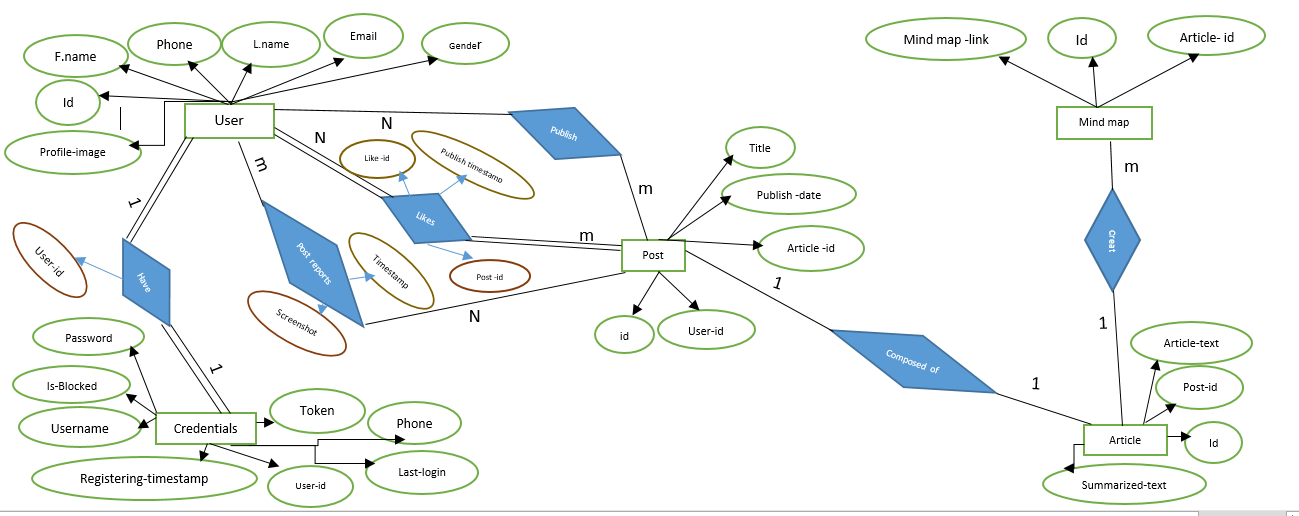 F.name
Phone
L.name
Email
Gender
Id
Profile-image
User
Mind map -link
Id
Article- id
Mind map
N
N
Publish
Like -id
Publish timestamp
Title
Publish -date
Article -id
m
m
m
m
1
Likes
Post
Post -id
Post reports
Timestamp
Screenshot
User-id
Have
N
id
User-id
1
Composed of
1
Creat
1
Password
Is-Blocked
Username
1
Credentials
Token
Phone
Last-login
User-id
Registering-timestamp
Article-text
Post-id
Article
Id
Summarized-text